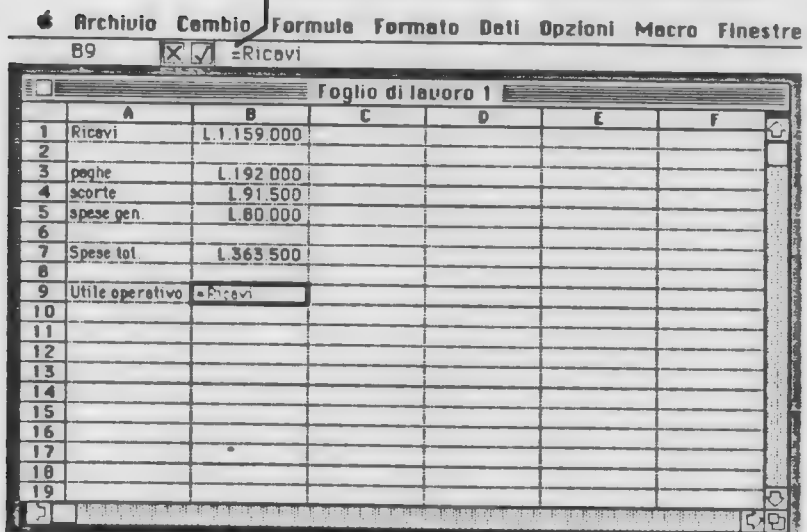 Archivio Cambio Formula Formato Dati Opzioni Macro Finestre
B9 =Ricavi
Foglio di lavoro 1
A B C D E F
1 Ricavi L.1.159.000
2
3 paghe L.192.000
4 scorte L.91.500
5 spese gen. L.80.000
6
7 Spese tot. L.363.500
8
9 Utile operativo =Ricavi
10
11
12
13
14
15
16
17
18
19